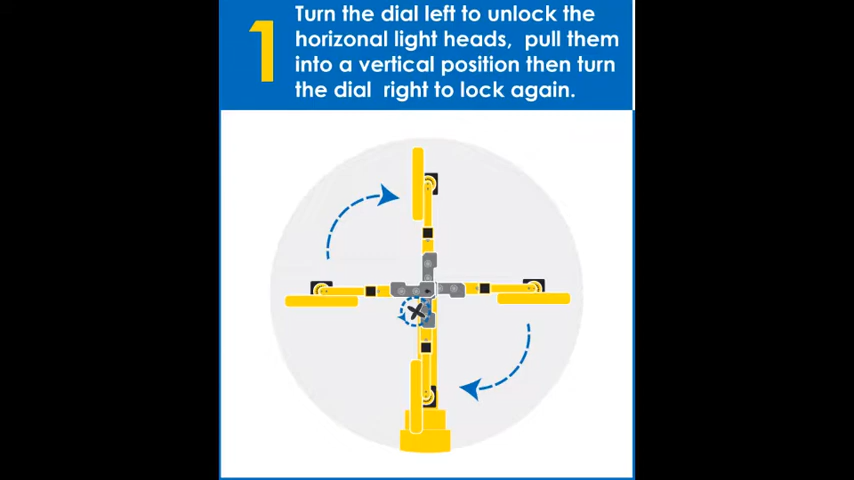 1
Turn the dial left to unlock the
horizonal light heads, pull them
into a vertical position then turn
the dial right to lock again.